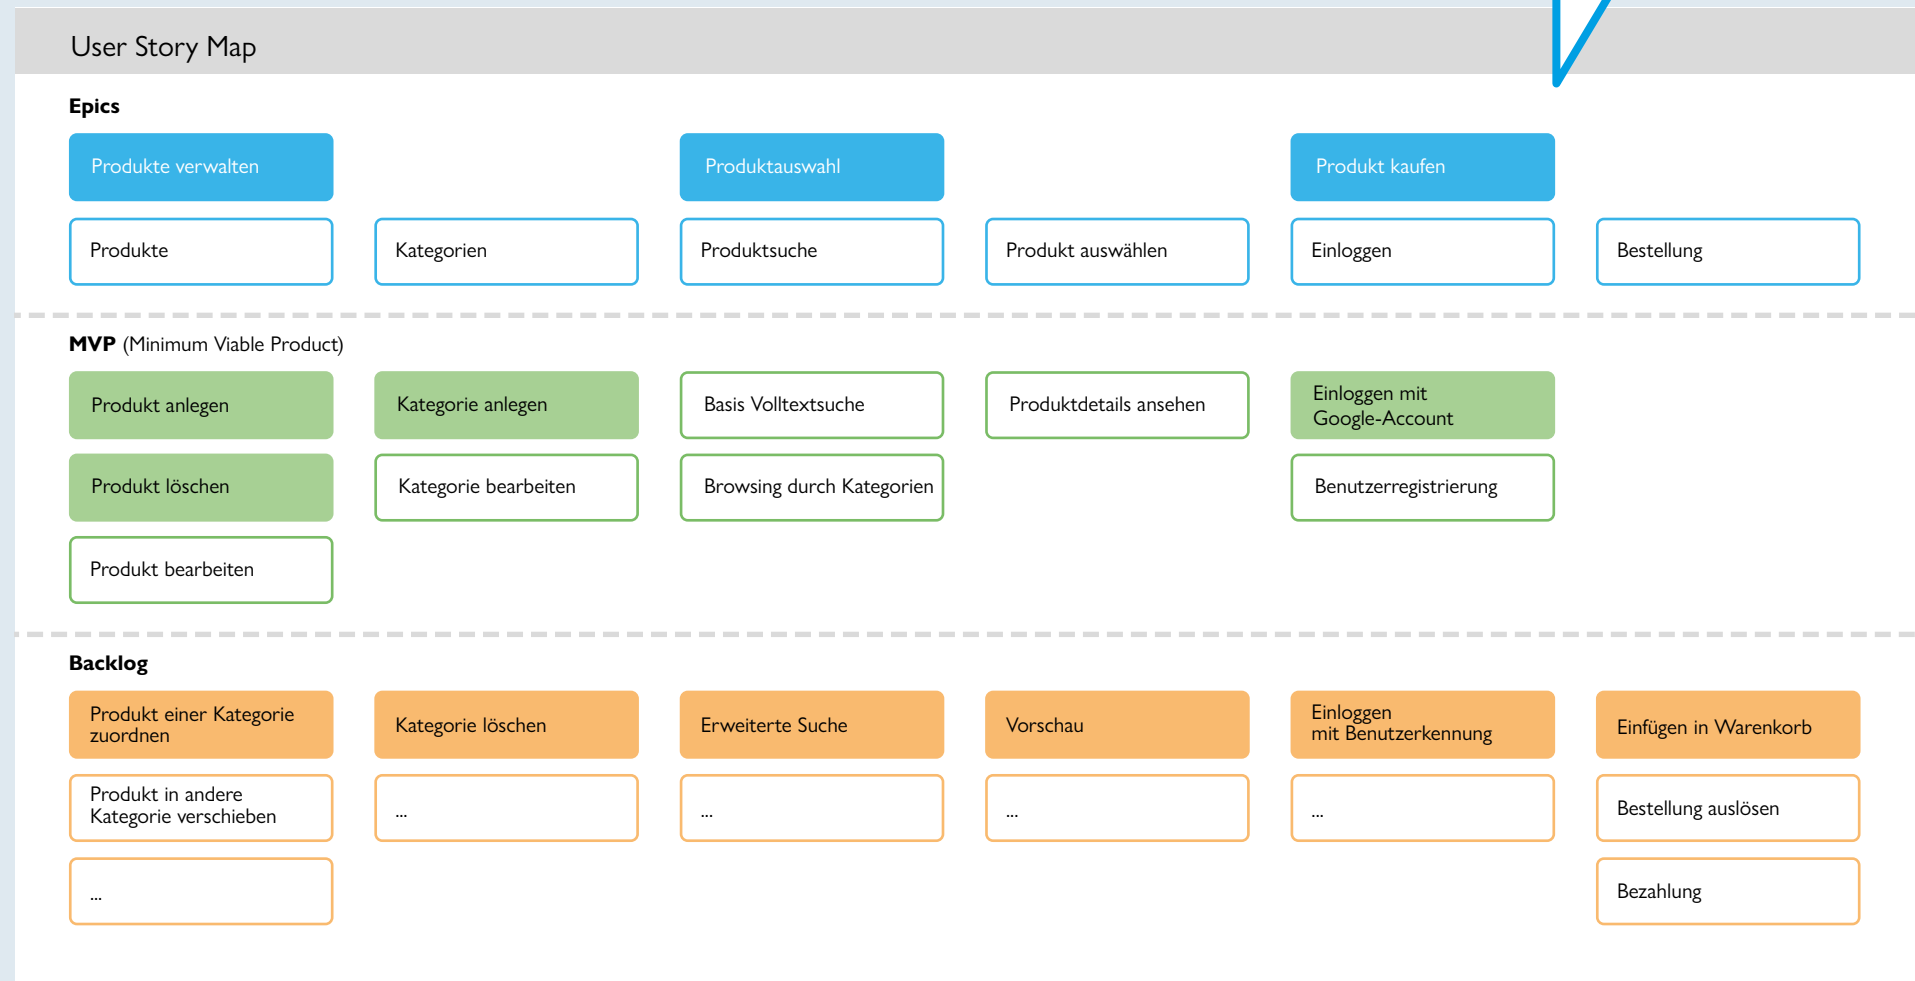 User Story Map
Epics
Produkte verwalten
Produktauswahl
Produkt kaufen
Produkte
Kategorien
Produktsuche
Produkt auswählen
Einloggen
Bestellung
MVP (Minimum Viable Product)
Produkt anlegen
Kategorie anlegen
Basis Volltextsuche
Produktdetails ansehen
Einloggen mit
Google-Account
Produkt löschen
Kategorie bearbeiten
Browsing durch Kategorien
Benutzerregistrierung
Produkt bearbeiten
Backlog
Produkt einer Kategorie
zuordnen
Kategorie löschen
Erweiterte Suche
Vorschau
Einloggen
mit Benutzerkennung
Einfügen in Warenkorb
Produkt in andere
Kategorie verschieben
...
...
...
...
Bestellung auslösen
...
Bezahlung